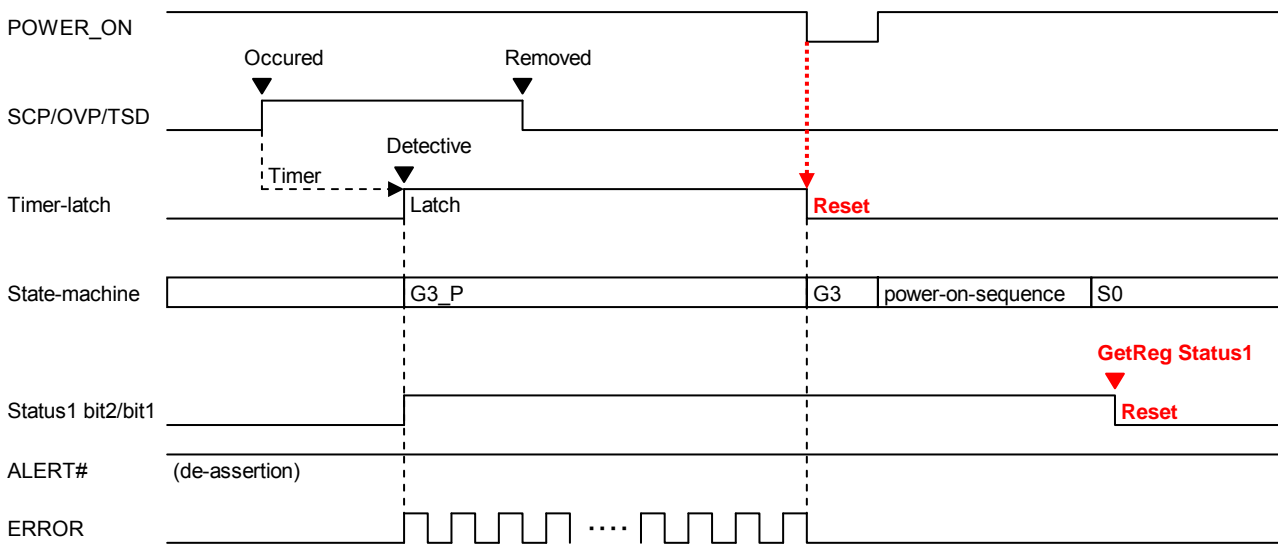 POWER_ON
Occured Removed
SCP/OVP/TSD
Detective
Timer
Timer-latch Latch Reset
State-machine G3_P G3 power-on-sequence S0
GetReg Status1
Status1 bit2/bit1 Reset
ALERT# (de-assertion)
ERROR ....